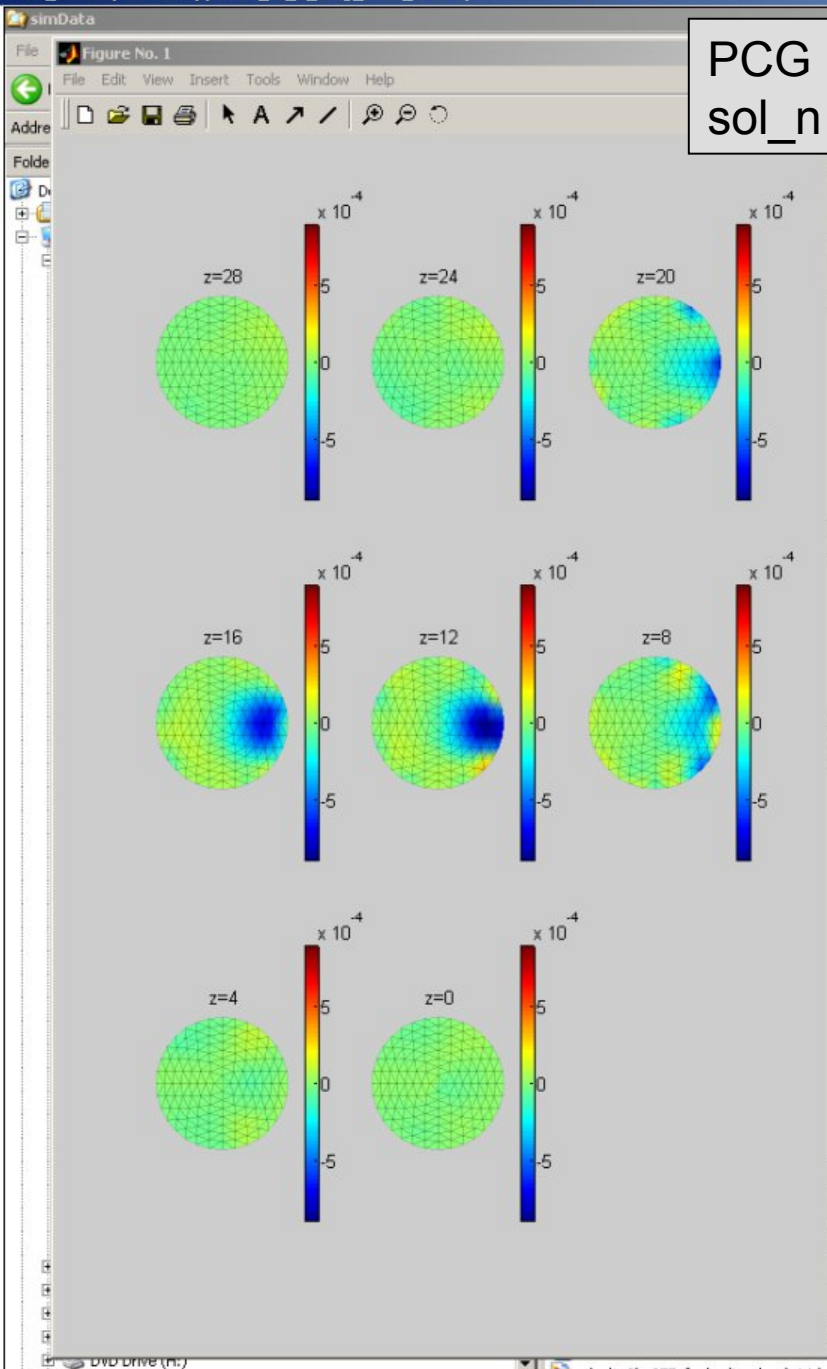 simData
File
Figure No. 1
File Edit View Insert Tools Window Help
PCG
sol_n
Addre
Folde
x 10 -4
x 10 -4
x 10 -4
z=28
z=24
z=20
5
0
-5
5
0
-5
5
0
-5
x 10 -4
x 10 -4
x 10 -4
z=16
z=12
z=8
5
0
-5
5
0
-5
5
0
-5
x 10 -4
x 10 -4
z=4
z=0
5
0
-5
5
0
-5
DVD Drive (H:)